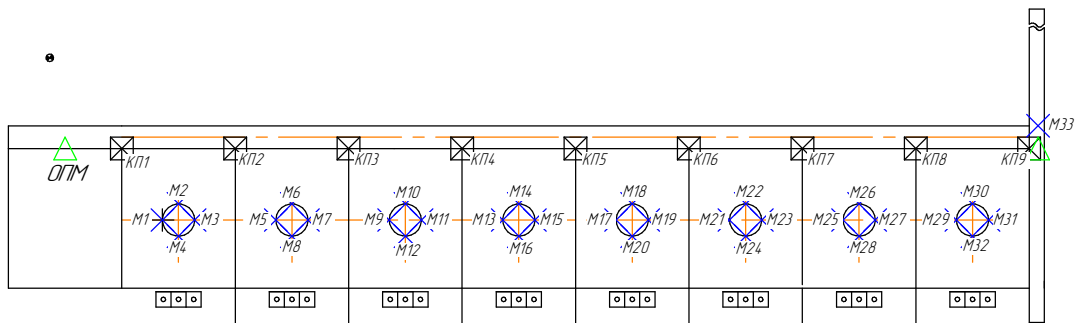 М33
КП1 КП2 КП3 КП4 КП5 КП6 КП7 КП8 КП9
ОПМ
М2 М6 М10 М14 М18 М22 М26 М30
М1 М3 М5 М7 М9 М11 М13 М15 М17 М19 М21 М23 М25 М27 М29 М31
М4 М8 М12 М16 М20 М24 М28 М32